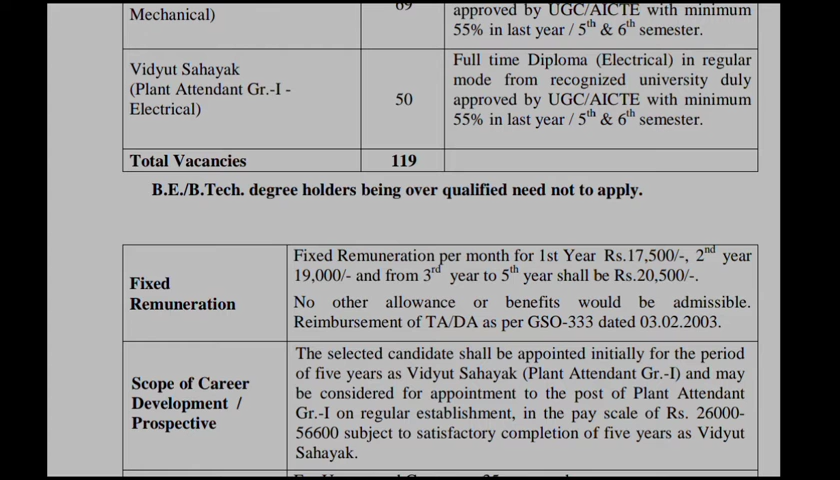 Mechanical)
69
approved by UGC/AICTE with minimum
55% in last year / 5th & 6th semester.
Vidyut Sahayak
(Plant Attendant Gr.-I -
Electrical)
50
Full time Diploma (Electrical) in regular
mode from recognized university duly
approved by UGC/AICTE with minimum
55% in last year / 5th & 6th semester.
Total Vacancies 119
B.E./B.Tech. degree holders being over qualified need not to apply.
Fixed
Remuneration
Fixed Remuneration per month for 1st Year Rs.17,500/-, 2nd year
19,000/- and from 3rd year to 5th year shall be Rs.20,500/-.
No other allowance or benefits would be admissible.
Reimbursement of TA/DA as per GSO-333 dated 03.02.2003.
Scope of Career
Development /
Prospective
The selected candidate shall be appointed initially for the period
of five years as Vidyut Sahayak (Plant Attendant Gr.-I) and may
be considered for appointment to the post of Plant Attendant
Gr.-I on regular establishment, in the pay scale of Rs. 26000-
56600 subject to satisfactory completion of five years as Vidyut
Sahayak.